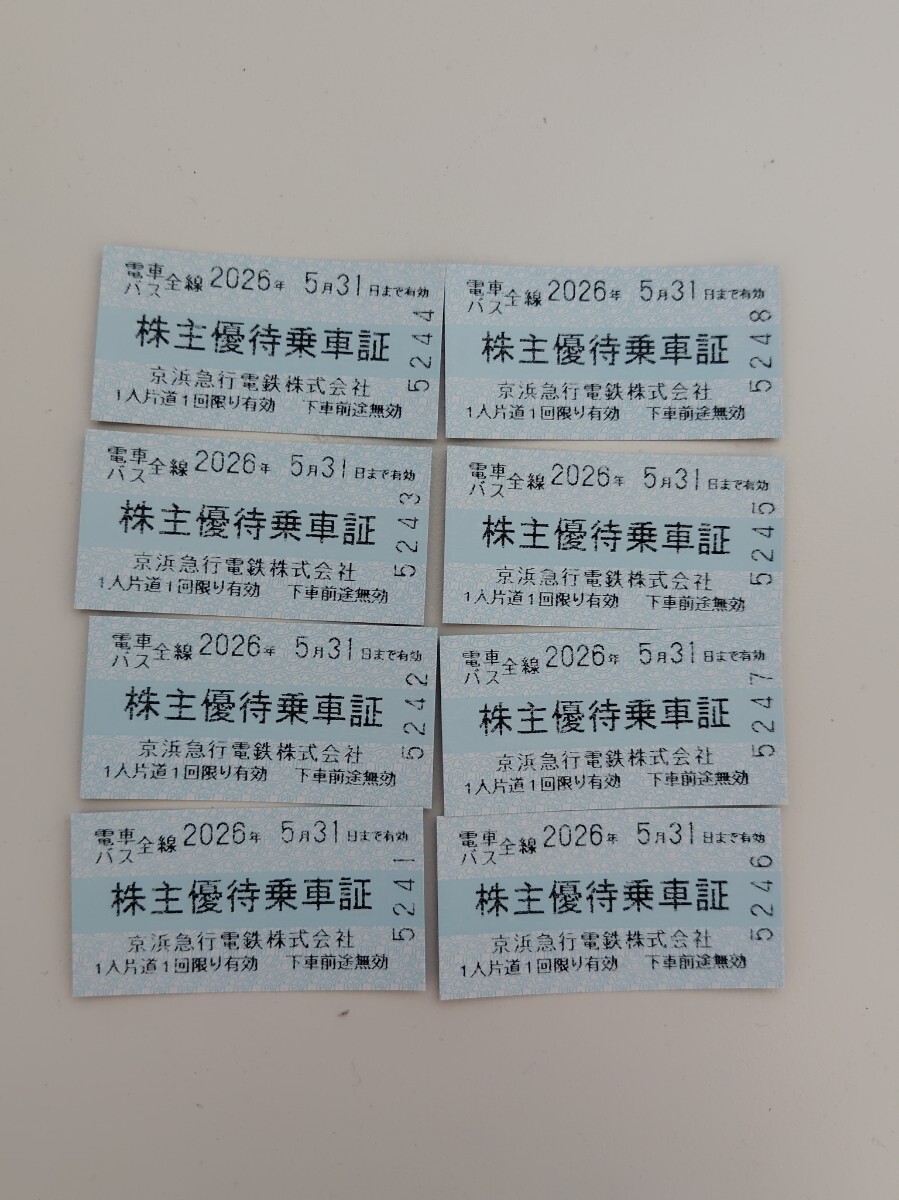 電車バス全線 2026年 5月31日まで有効
株主優待乗車証
京浜急行電鉄株式会社
1人片道1回限り有効 下車前途無効
5244
電車バス全線 2026年 5月31日まで有効
株主優待乗車証
京浜急行電鉄株式会社
1人片道1回限り有効 下車前途無効
5248
電車バス全線 2026年 5月31日まで有効
株主優待乗車証
京浜急行電鉄株式会社
1人片道1回限り有効 下車前途無効
5243
電車バス全線 2026年 5月31日まで有効
株主優待乗車証
京浜急行電鉄株式会社
1人片道1回限り有効 下車前途無効
5245
電車バス全線 2026年 5月31日まで有効
株主優待乗車証
京浜急行電鉄株式会社
1人片道1回限り有効 下車前途無効
5242
電車バス全線 2026年 5月31日まで有効
株主優待乗車証
京浜急行電鉄株式会社
1人片道1回限り有効 下車前途無効
5247
電車バス全線 2026年 5月31日まで有効
株主優待乗車証
京浜急行電鉄株式会社
1人片道1回限り有効 下車前途無効
5241
電車バス全線 2026年 5月31日まで有効
株主優待乗車証
京浜急行電鉄株式会社
1人片道1回限り有効 下車前途無効
5246